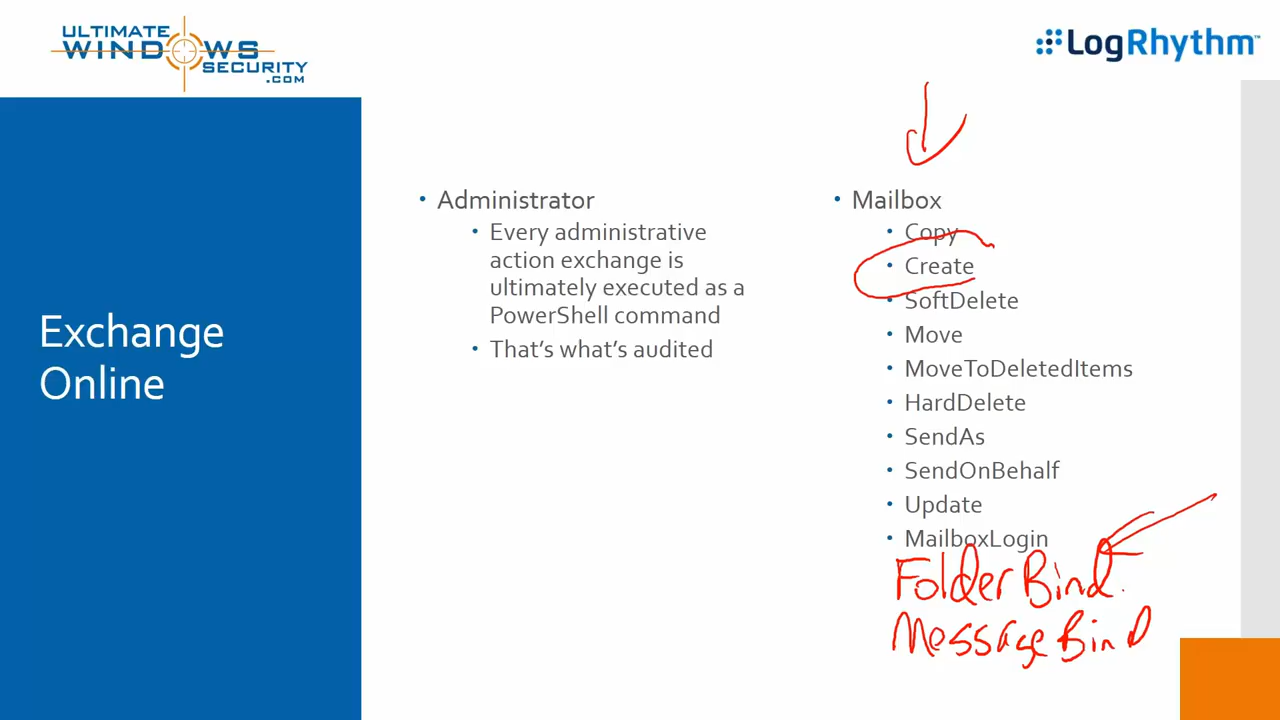 ULTIMATE
WINDOWS
SECURITY
.COM
LogRhythm™
Exchange
Online
• Administrator
• Every administrative
action exchange is
ultimately executed as a
PowerShell command
• That's what's audited
• Mailbox
• Copy
• Create
• SoftDelete
• Move
• MoveToDeletedItems
• HardDelete
• SendAs
• SendOnBehalf
• Update
• MailboxLogin
FolderBind.
MessageBind